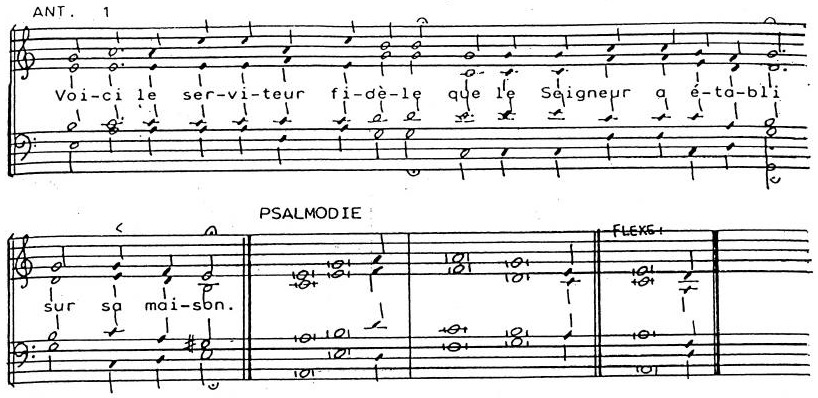 ANT. 1
Voi-ci le ser-vi-teur fi-dè-le que le Seigneur a é-ta-bli
PSALMODIE
FLEXE:
sur sa mai-son.